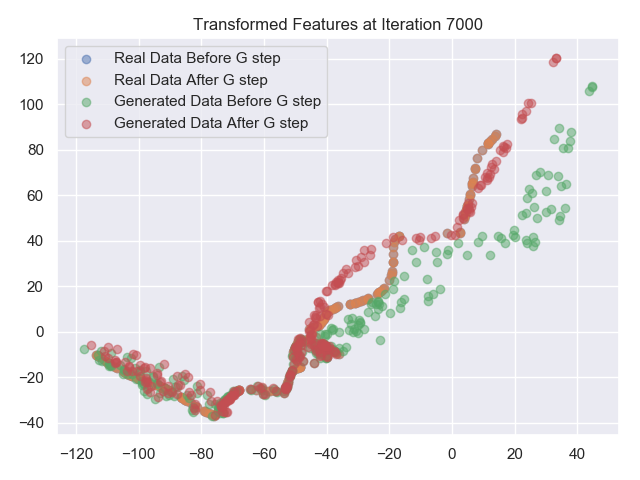 Transformed Features at Iteration 7000
Real Data Before G step
Real Data After G step
Generated Data Before G step
Generated Data After G step
120
100
80
60
40
20
0
−20
−40
−120 −100 −80 −60 −40 −20 0 20 40